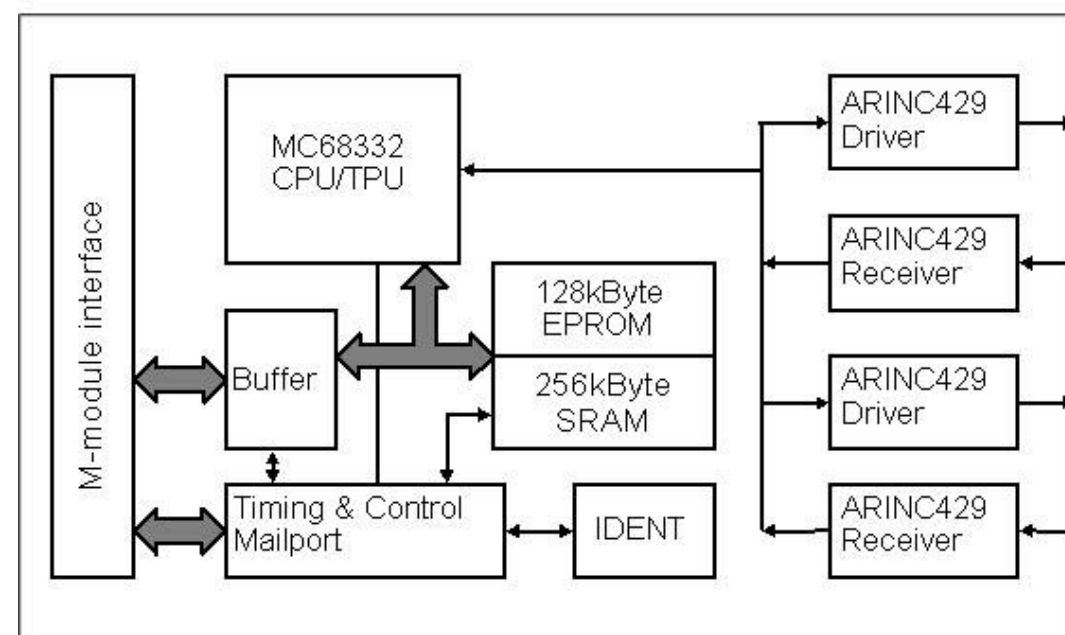 M-module interface
MC68332
CPU/TPU
Buffer
128kByte
EPROM
256kByte
SRAM
Timing & Control
Mailport
IDENT
ARINC429
Driver
ARINC429
Receiver
ARINC429
Driver
ARINC429
Receiver